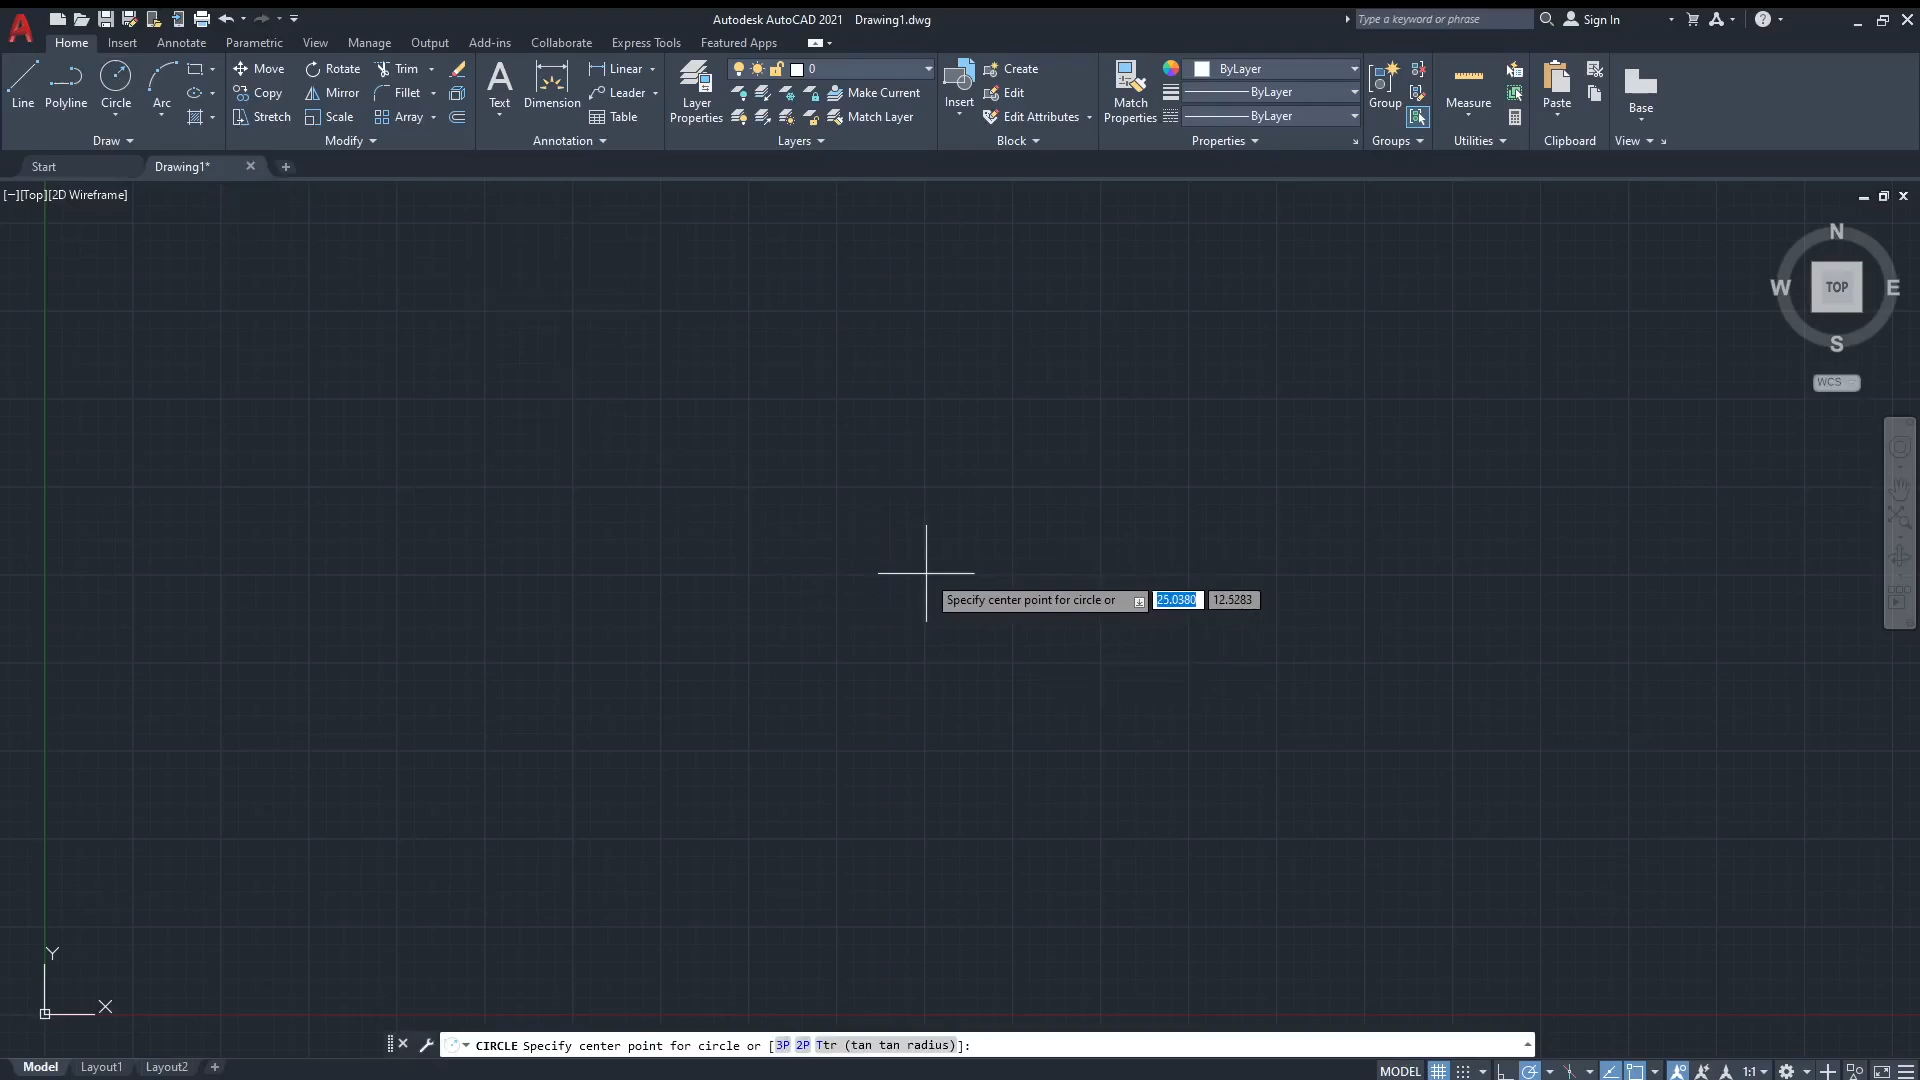 Autodesk AutoCAD 2021 Drawing1.dwg
Type a keyword or phrase
Sign In
Home Insert Annotate Parametric View Manage Output Add-ins Collaborate Express Tools Featured Apps
Line Polyline Circle Arc
Move Rotate Trim
Copy Mirror Fillet
Stretch Scale Array
Text Dimension
Linear
Leader
Table
Layer Properties
0
Make Current
Match Layer
Insert
Create
Edit
Edit Attributes
Match Properties
ByLayer
ByLayer
ByLayer
Group
Measure
Paste
Base
Draw Modify Annotation Layers Block Properties Groups Utilities Clipboard View
Start Drawing1*
[−][Top][2D Wireframe]
N
W TOP E
S
WCS
Specify center point for circle or 25.0380 12.5283
Y
X
CIRCLE Specify center point for circle or [3P 2P Ttr (tan tan radius)]:
Model Layout1 Layout2 +
MODEL 1:1